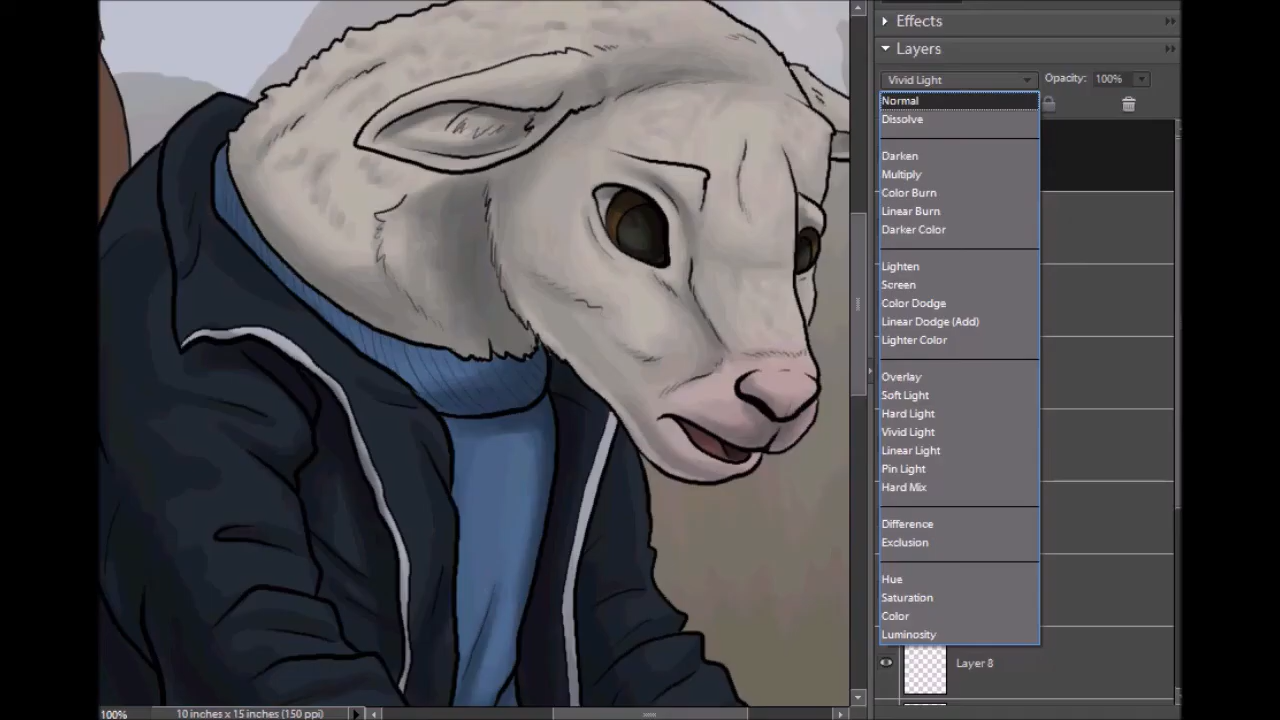 Effects
Layers
Vivid Light
Opacity: 100%
Normal
Dissolve
Darken
Multiply
Color Burn
Linear Burn
Darker Color
Lighten
Screen
Color Dodge
Linear Dodge (Add)
Lighter Color
Overlay
Soft Light
Hard Light
Vivid Light
Linear Light
Pin Light
Hard Mix
Difference
Exclusion
Hue
Saturation
Color
Luminosity
Layer 8
100% 10 inches x 15 inches (150 ppi)